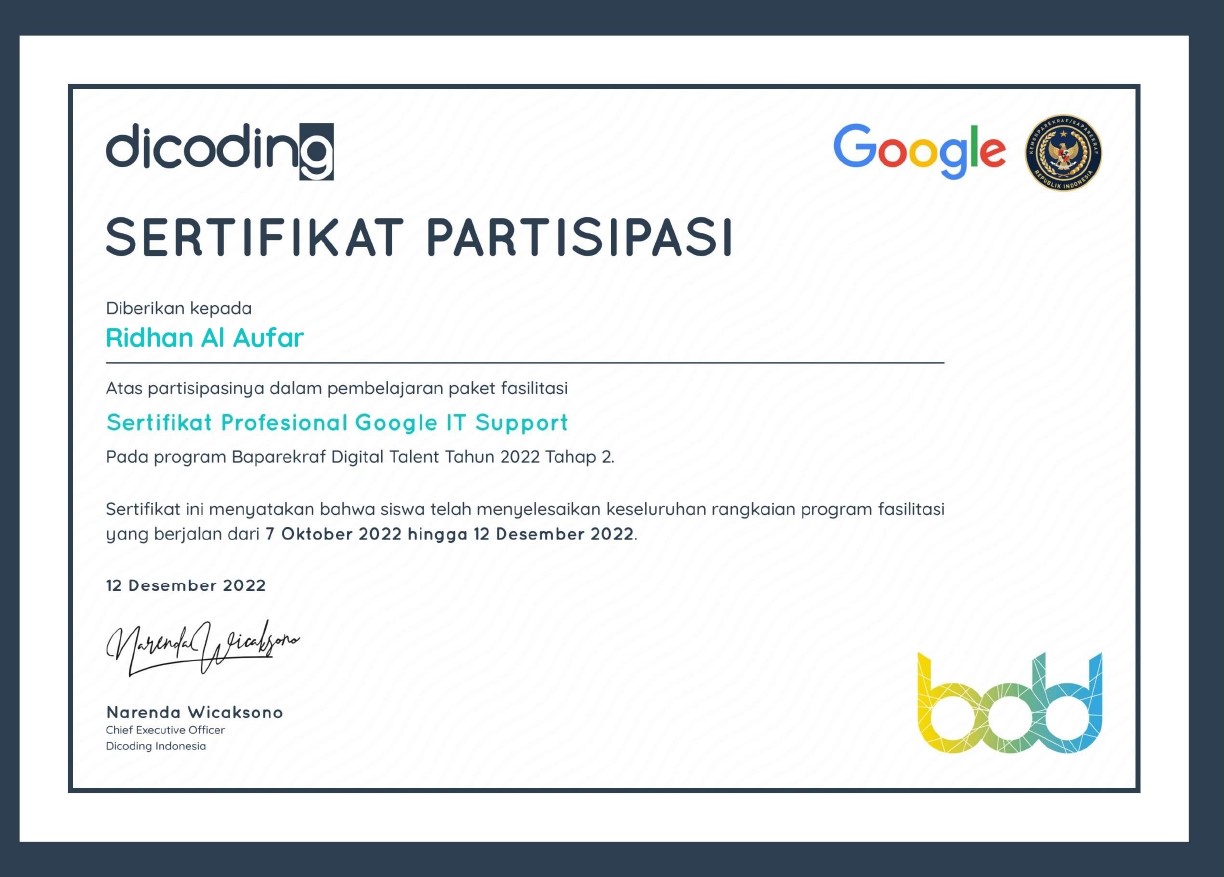 dicoding
Google
KEMENPAREKRAF/BAPAREKRAF
REPUBLIK INDONESIA
SERTIFIKAT PARTISIPASI
Diberikan kepada
Ridhan Al Aufar
Atas partisipasinya dalam pembelajaran paket fasilitasi
Sertifikat Profesional Google IT Support
Pada program Baparekraf Digital Talent Tahun 2022 Tahap 2.
Sertifikat ini menyatakan bahwa siswa telah menyelesaikan keseluruhan rangkaian program fasilitasi
yang berjalan dari 7 Oktober 2022 hingga 12 Desember 2022.
12 Desember 2022
Narenda Wicaksono
Narenda Wicaksono
Chief Executive Officer
Dicoding Indonesia
bdd